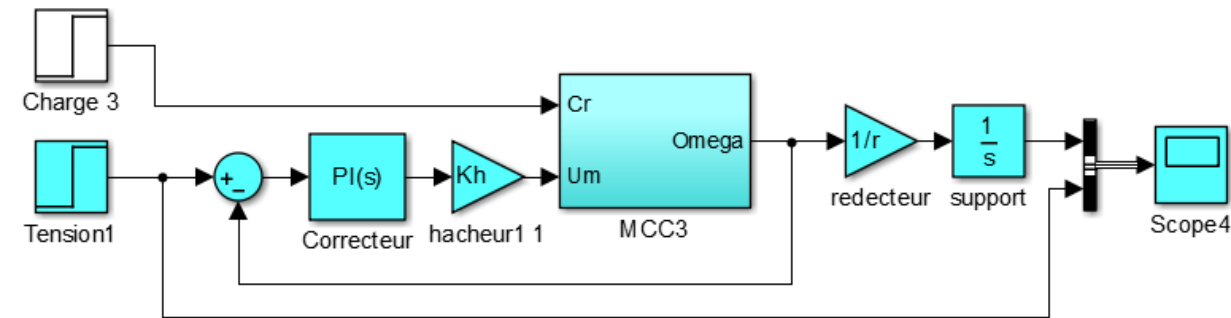 Charge 3
Cr
Um
Omega
MCC3
Tension1
+
−
PI(s)
Correcteur
Kh
hacheur1 1
1/r
redecteur
1
s
support
Scope4